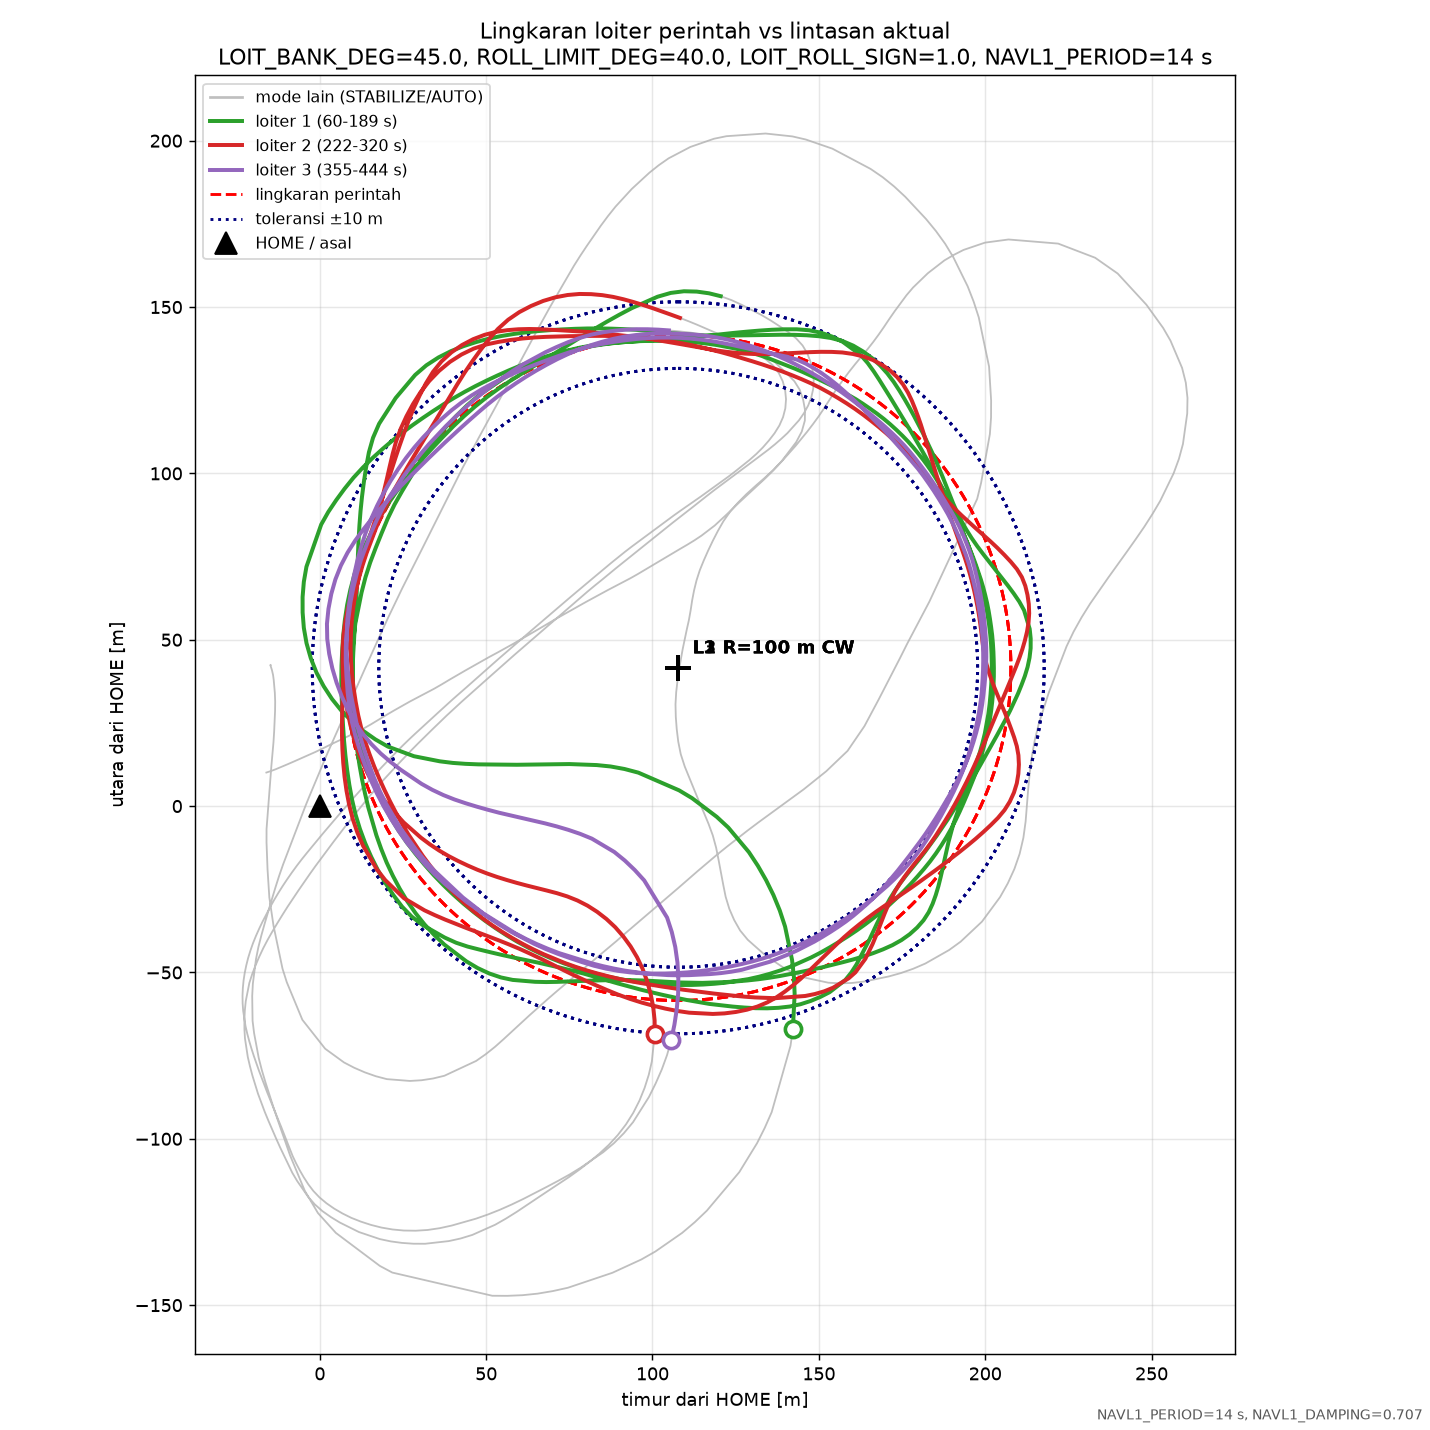 Lingkaran loiter perintah vs lintasan aktual
LOIT_BANK_DEG=45.0, ROLL_LIMIT_DEG=40.0, LOIT_ROLL_SIGN=1.0, NAVL1_PERIOD=14 s
mode lain (STABILIZE/AUTO)
loiter 1 (60-189 s)
loiter 2 (222-320 s)
loiter 3 (355-444 s)
lingkaran perintah
toleransi ±10 m
HOME / asal
200
150
100
50
0
−50
−100
−150
utara dari HOME [m]
R=100 m CW
0
50
100
150
200
250
timur dari HOME [m]
NAVL1_PERIOD=14 s, NAVL1_DAMPING=0.707